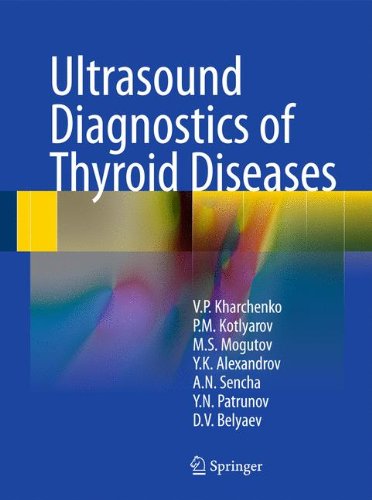 Ultrasound
Diagnostics of
Thyroid Diseases
V.P. Kharchenko
P.M. Kotlyarov
M.S. Mogutov
Y.K. Alexandrov
A.N. Sencha
Y.N. Patrunov
D.V. Belyaev
Springer